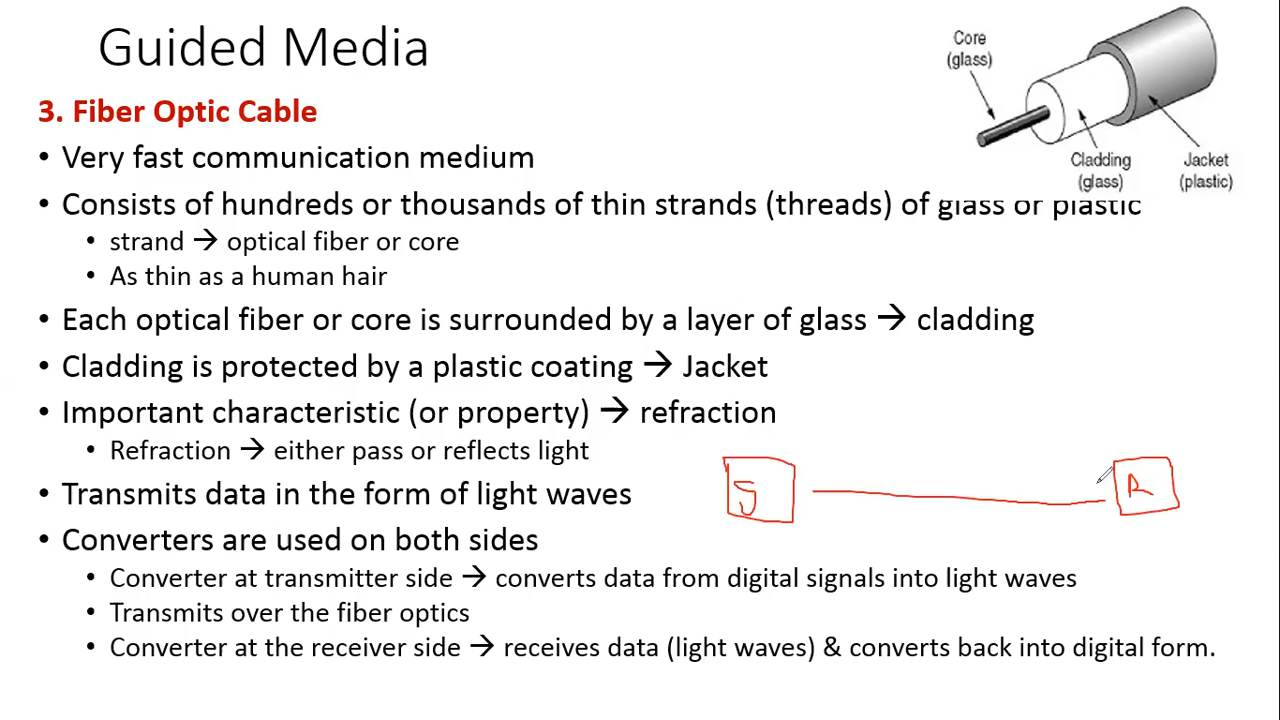 Guided Media
Core
(glass)
Cladding
(glass)
Jacket
(plastic)
3. Fiber Optic Cable
• Very fast communication medium
• Consists of hundreds or thousands of thin strands (threads) of glass or plastic
• strand → optical fiber or core
• As thin as a human hair
• Each optical fiber or core is surrounded by a layer of glass → cladding
• Cladding is protected by a plastic coating → Jacket
• Important characteristic (or property) → refraction
• Refraction → either pass or reflects light
• Transmits data in the form of light waves
S
R
• Converters are used on both sides
• Converter at transmitter side → converts data from digital signals into light waves
• Transmits over the fiber optics
• Converter at the receiver side → receives data (light waves) & converts back into digital form.